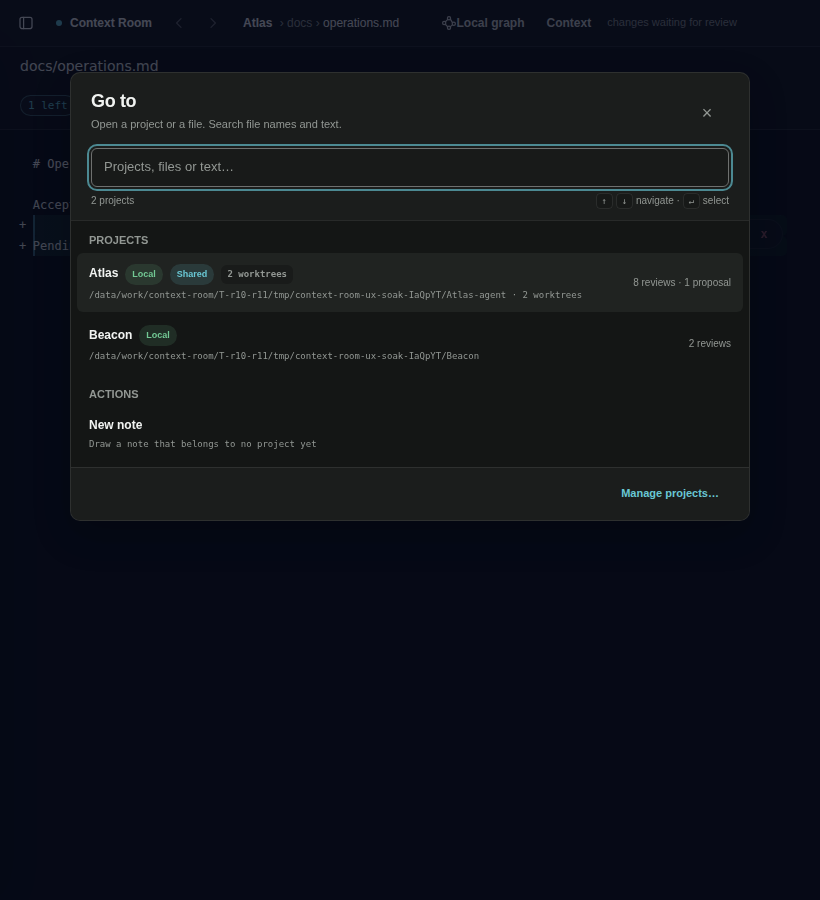 Context Room
Atlas › docs › operations.md
Local graph
Context
changes waiting for review
docs/operations.md
1 left
# Ope
Accep
+
+ Pendi
x
Go to
×
Open a project or a file. Search file names and text.
Projects, files or text…
2 projects
↑ ↓ navigate · ↵ select
PROJECTS
Atlas Local Shared 2 worktrees
8 reviews · 1 proposal
/data/work/context-room/T-r10-r11/tmp/context-room-ux-soak-IaQpYT/Atlas-agent · 2 worktrees
Beacon Local
2 reviews
/data/work/context-room/T-r10-r11/tmp/context-room-ux-soak-IaQpYT/Beacon
ACTIONS
New note
Draw a note that belongs to no project yet
Manage projects…